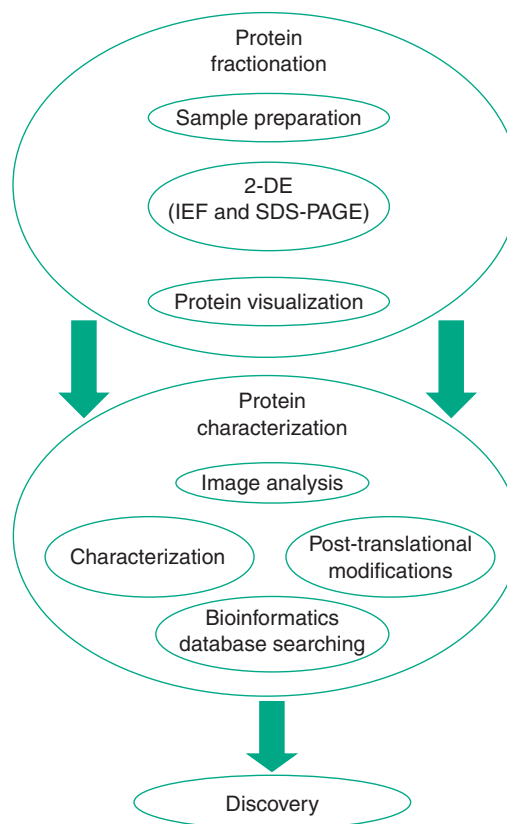 Protein
fractionation
Sample preparation
2-DE
(IEF and SDS-PAGE)
Protein visualization
Protein
characterization
Image analysis
Characterization
Post-translational
modifications
Bioinformatics
database searching
Discovery